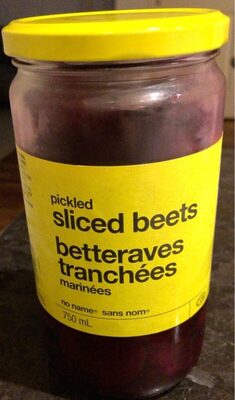 pickled
sliced beets
betteraves
tranchées
marinées
no name® sans nom®
750 mL